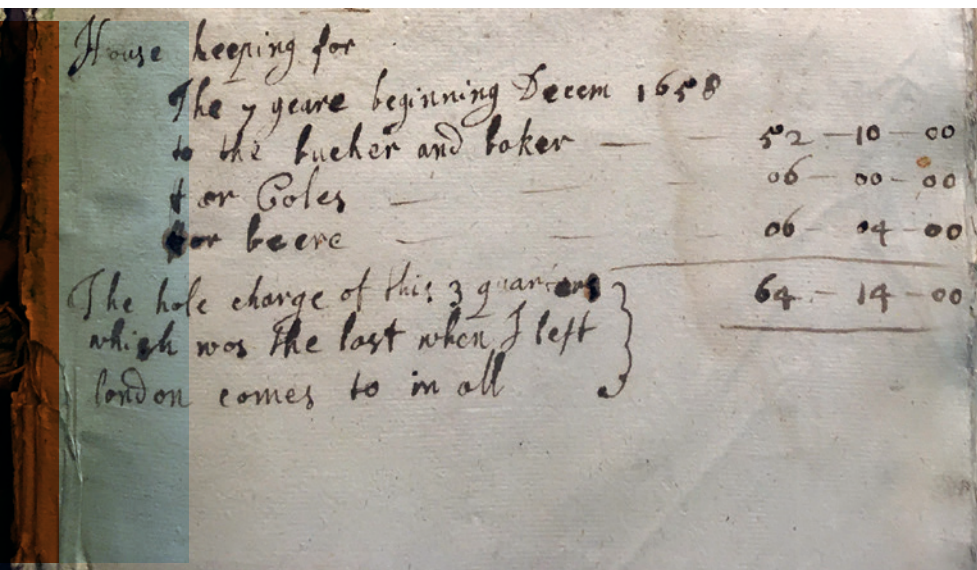 House keeping for
The 7 yeare beginning Decem 1658
to the bucher and baker — — 52 — 10 — 00
for Coles — — — 06 — 00 — 00
for beere — — — 06 — 04 — 00
The hole charge of this 3 quarters } 64 — 14 — 00
which was the last when I left
london comes to in all